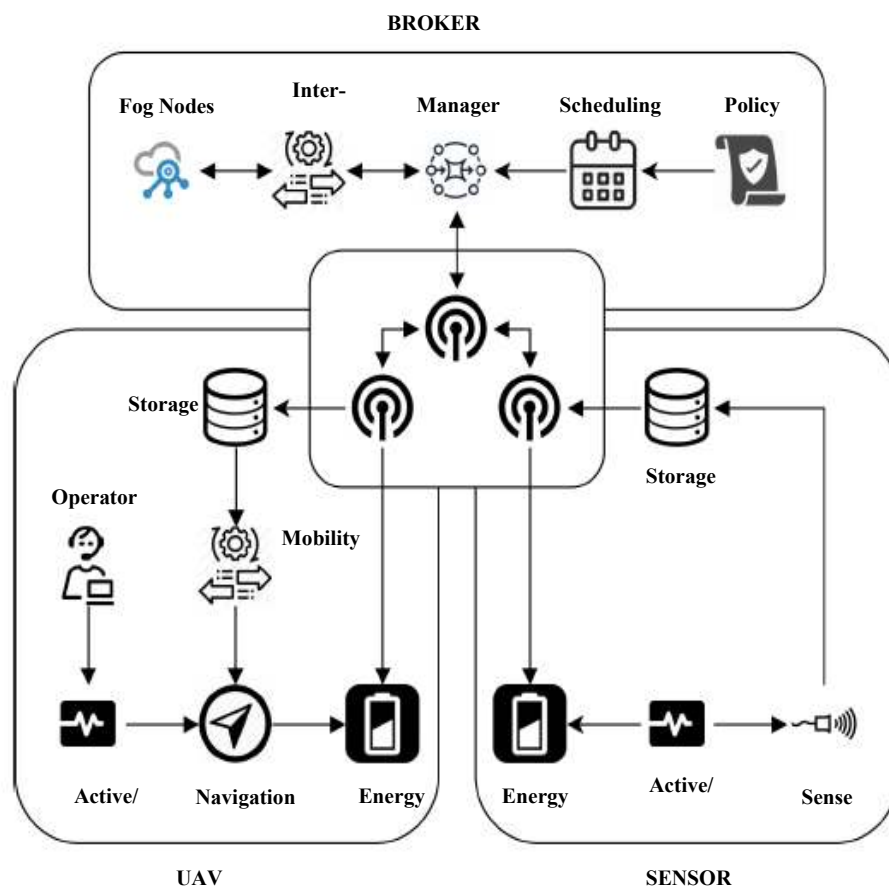 BROKER
Fog Nodes
Inter-
Manager
Scheduling
Policy
Storage
Storage
Operator
Mobility
Active/
Navigation
Energy
Energy
Active/
Sense
UAV
SENSOR